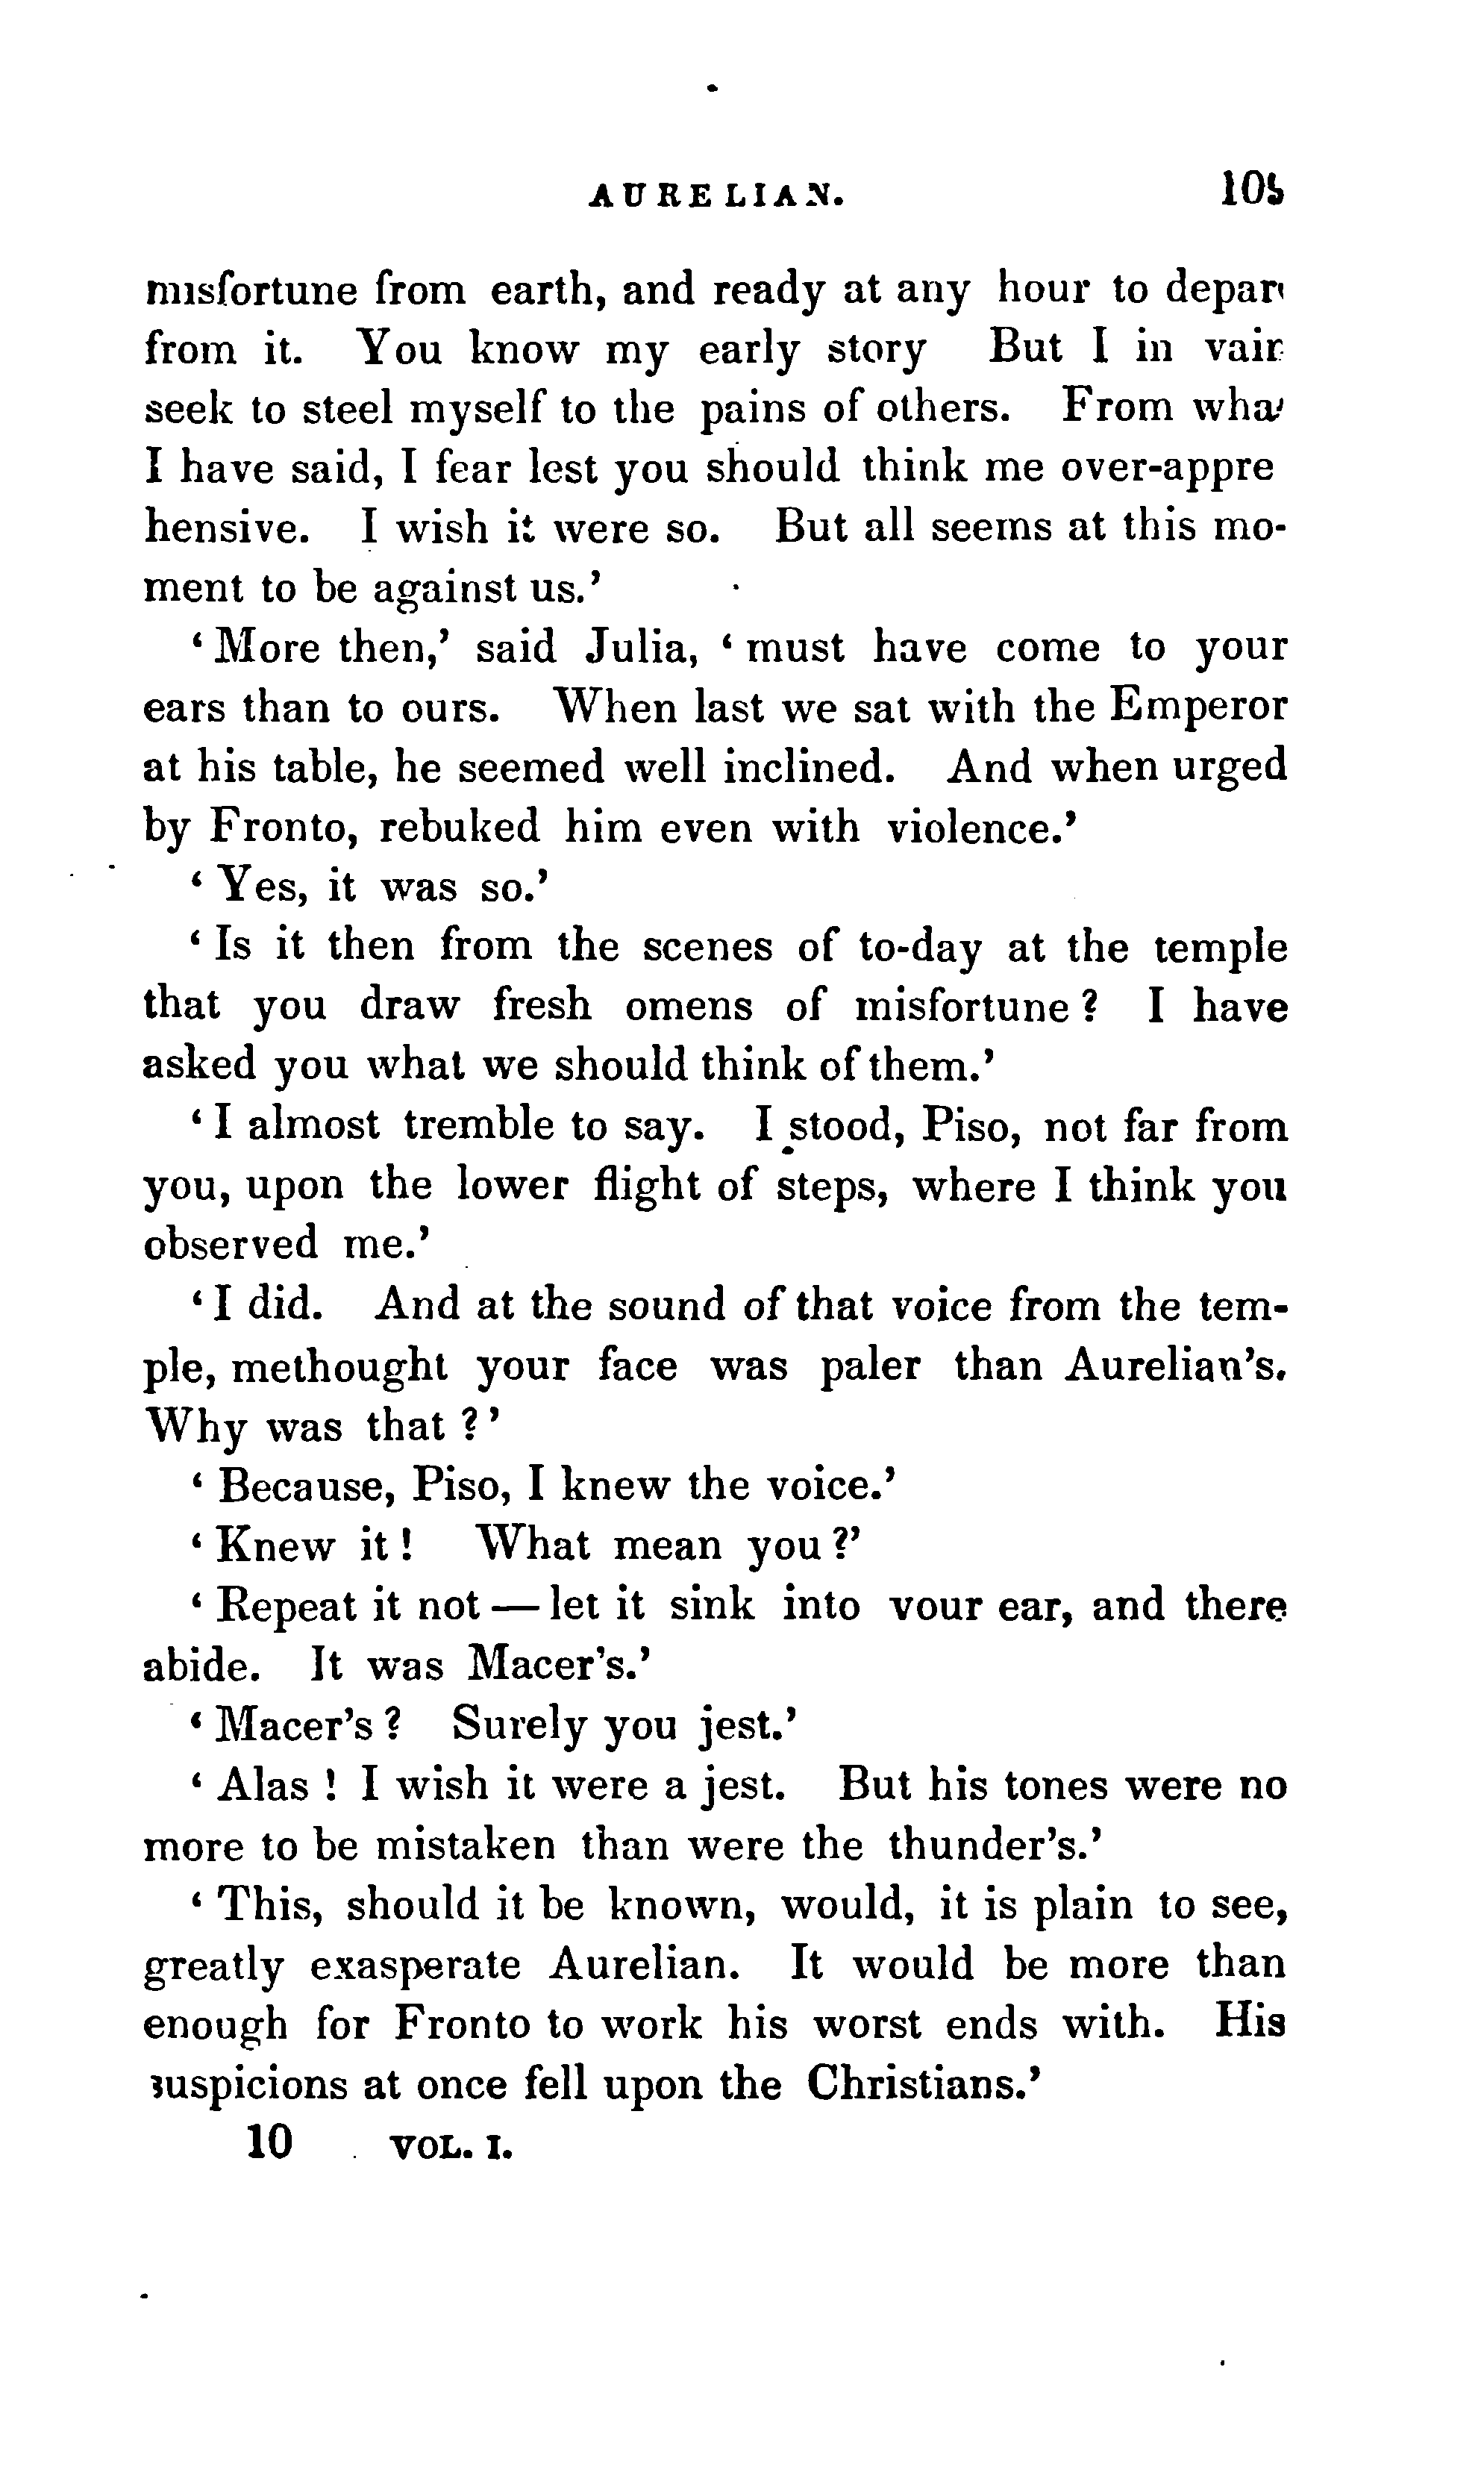 AURELIAN. 105
misfortune from earth, and ready at any hour to depart
from it. You know my early story But I in vain
seek to steel myself to the pains of others. From what
I have said, I fear lest you should think me over-appre
hensive. I wish it were so. But all seems at this mo-
ment to be against us.'
‘More then,’ said Julia, ‘must have come to your
ears than to ours. When last we sat with the Emperor
at his table, he seemed well inclined. And when urged
by Fronto, rebuked him even with violence.’
‘Yes, it was so.’
‘Is it then from the scenes of to-day at the temple
that you draw fresh omens of misfortune? I have
asked you what we should think of them.’
‘I almost tremble to say. I stood, Piso, not far from
you, upon the lower flight of steps, where I think you
observed me.’
‘I did. And at the sound of that voice from the tem-
ple, methought your face was paler than Aurelian's.
Why was that?’
‘Because, Piso, I knew the voice.’
‘Knew it! What mean you?’
‘Repeat it not — let it sink into your ear, and there
abide. It was Macer's.’
‘Macer's? Surely you jest.’
‘Alas! I wish it were a jest. But his tones were no
more to be mistaken than were the thunder's.’
‘This, should it be known, would, it is plain to see,
greatly exasperate Aurelian. It would be more than
enough for Fronto to work his worst ends with. His
suspicions at once fell upon the Christians.’
10 VOL. I.